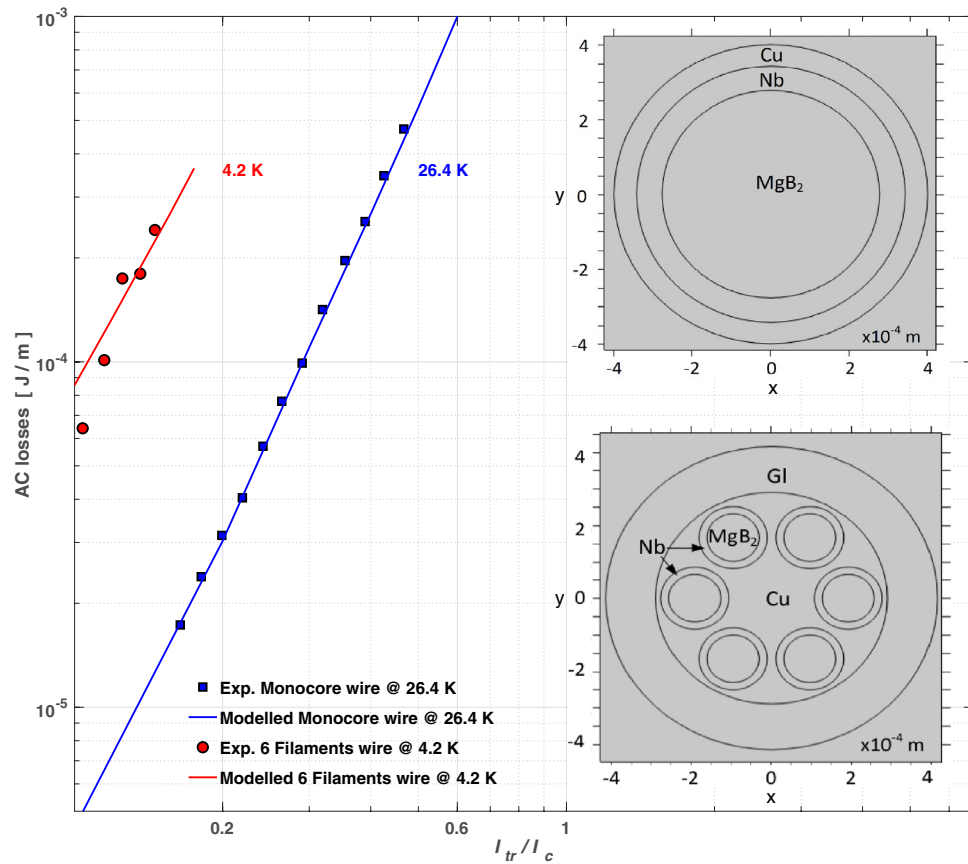 10^-3
10^-4
10^-5
AC losses [ J / m ]
4.2 K
26.4 K
Exp. Monocore wire @ 26.4 K
Modelled Monocore wire @ 26.4 K
Exp. 6 Filaments wire @ 4.2 K
Modelled 6 Filaments wire @ 4.2 K
0.2 0.6 1
I_tr / I_c
Cu
Nb
MgB₂
x10^-4 m
4
2
y 0
-2
-4
-4 -2 0 2 4
x
Gl
MgB₂
Nb
Cu
x10^-4 m
4
2
y 0
-2
-4
-4 -2 0 2 4
x